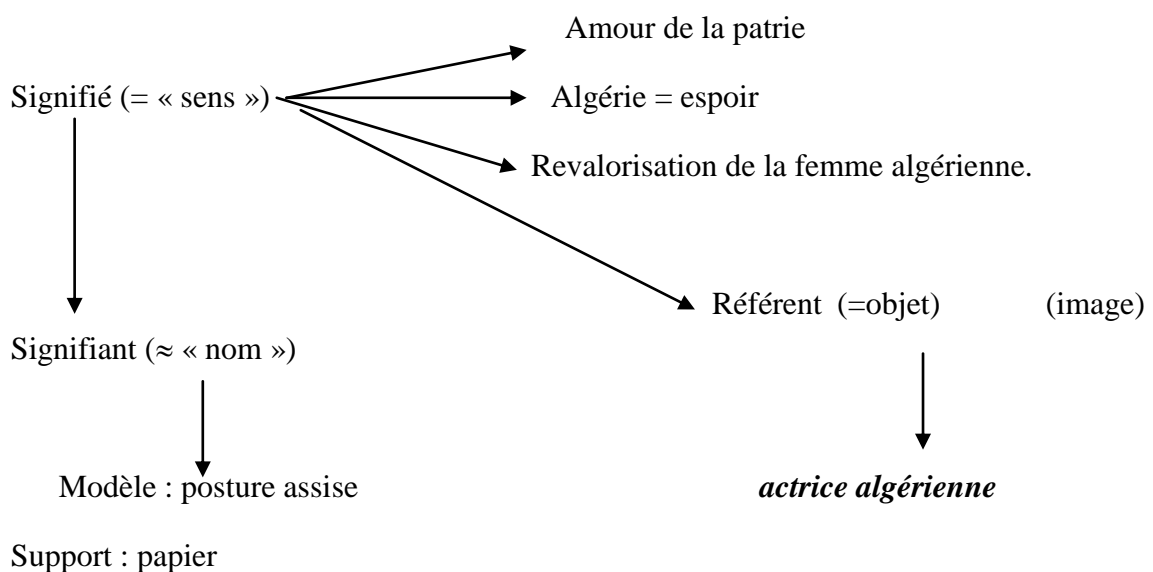 Amour de la patrie
Signifié (= « sens ») Algérie = espoir
Revalorisation de la femme algérienne.
Référent (=objet) (image)
Signifiant (≈ « nom »)
Modèle : posture assise actrice algérienne
Support : papier